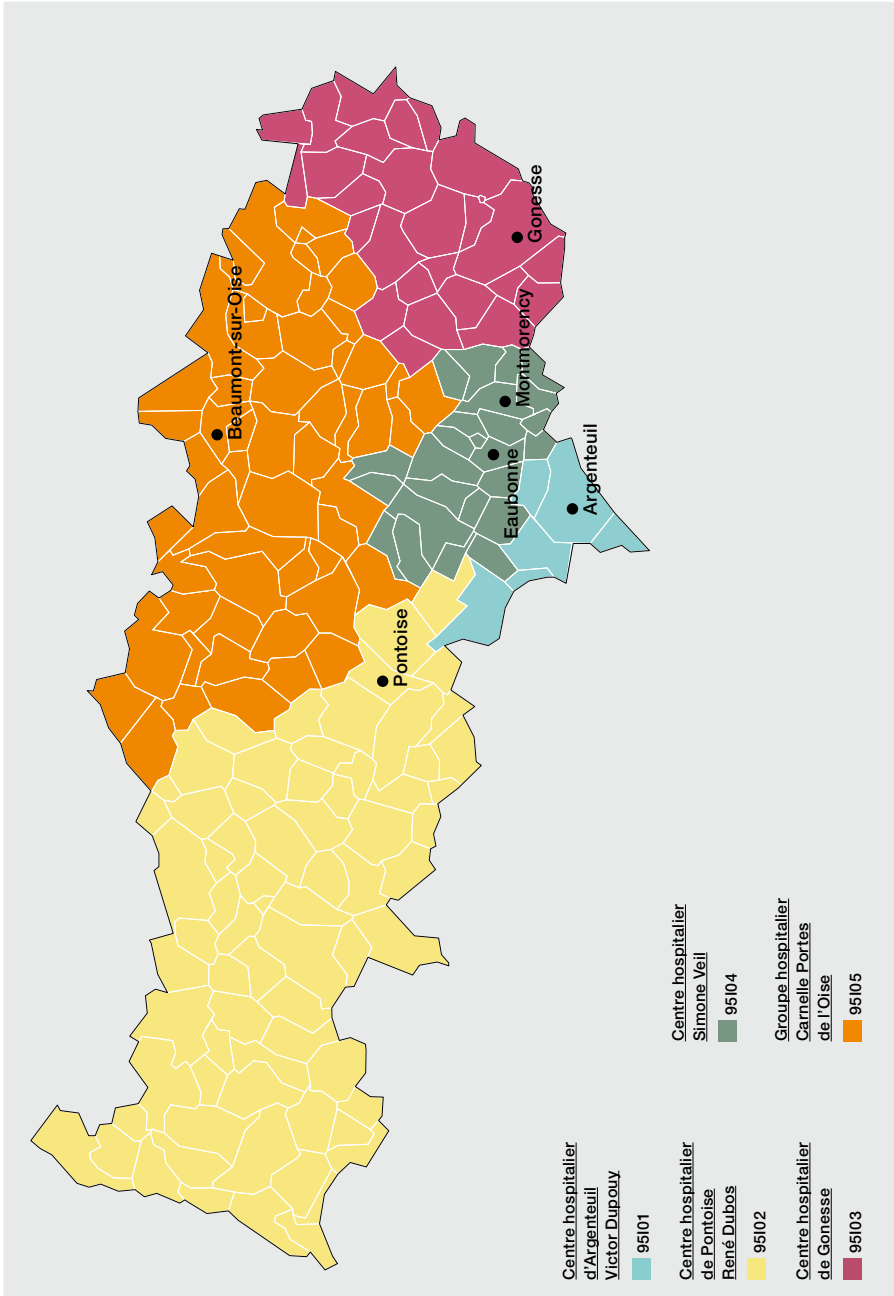 Beaumont-sur-Oise
Gonesse
Montmorency
Eaubonne
Argenteuil
Pontoise
Centre hospitalier
d'Argenteuil
Victor Dupouy
95I01
Centre hospitalier
de Pontoise
René Dubos
95I02
Centre hospitalier
de Gonesse
95I03
Centre hospitalier
Simone Veil
95I04
Groupe hospitalier
Carnelle Portes
de l'Oise
95I05